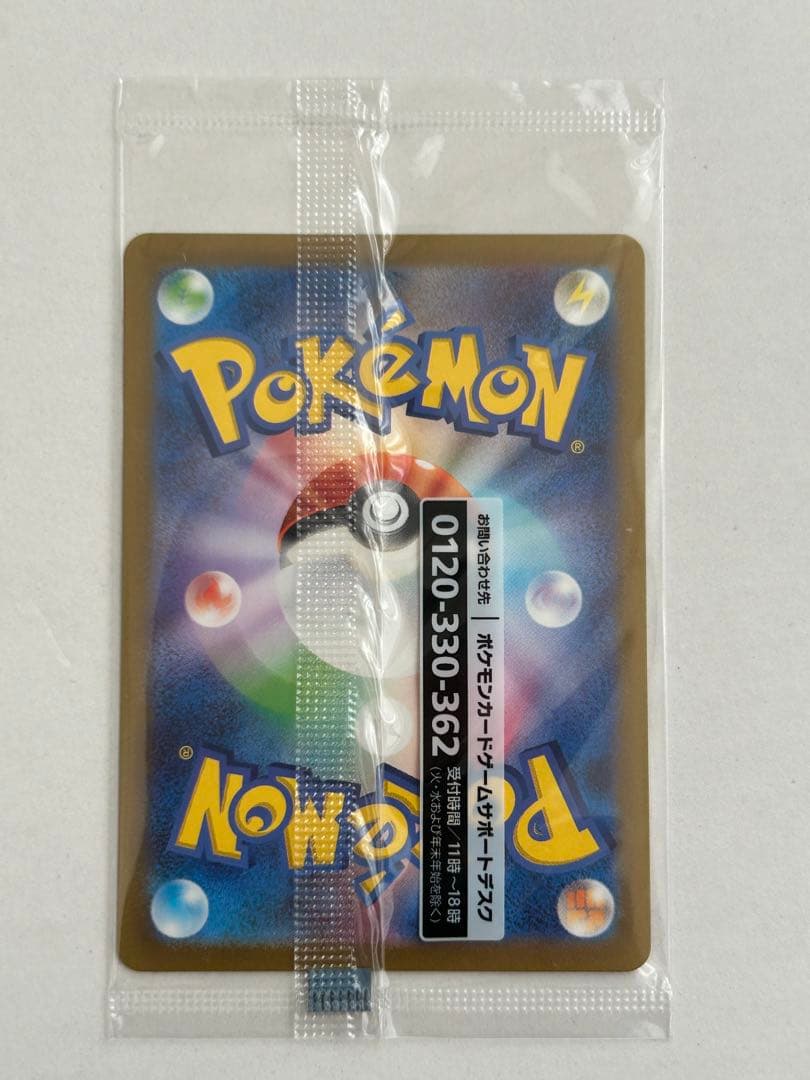 POKéMON
®
お問い合わせ先 | ポケモンカードゲームサポートデスク
0120-330-362 受付時間/11時~18時
(火・水および年末年始を除く)
POKéMON
®